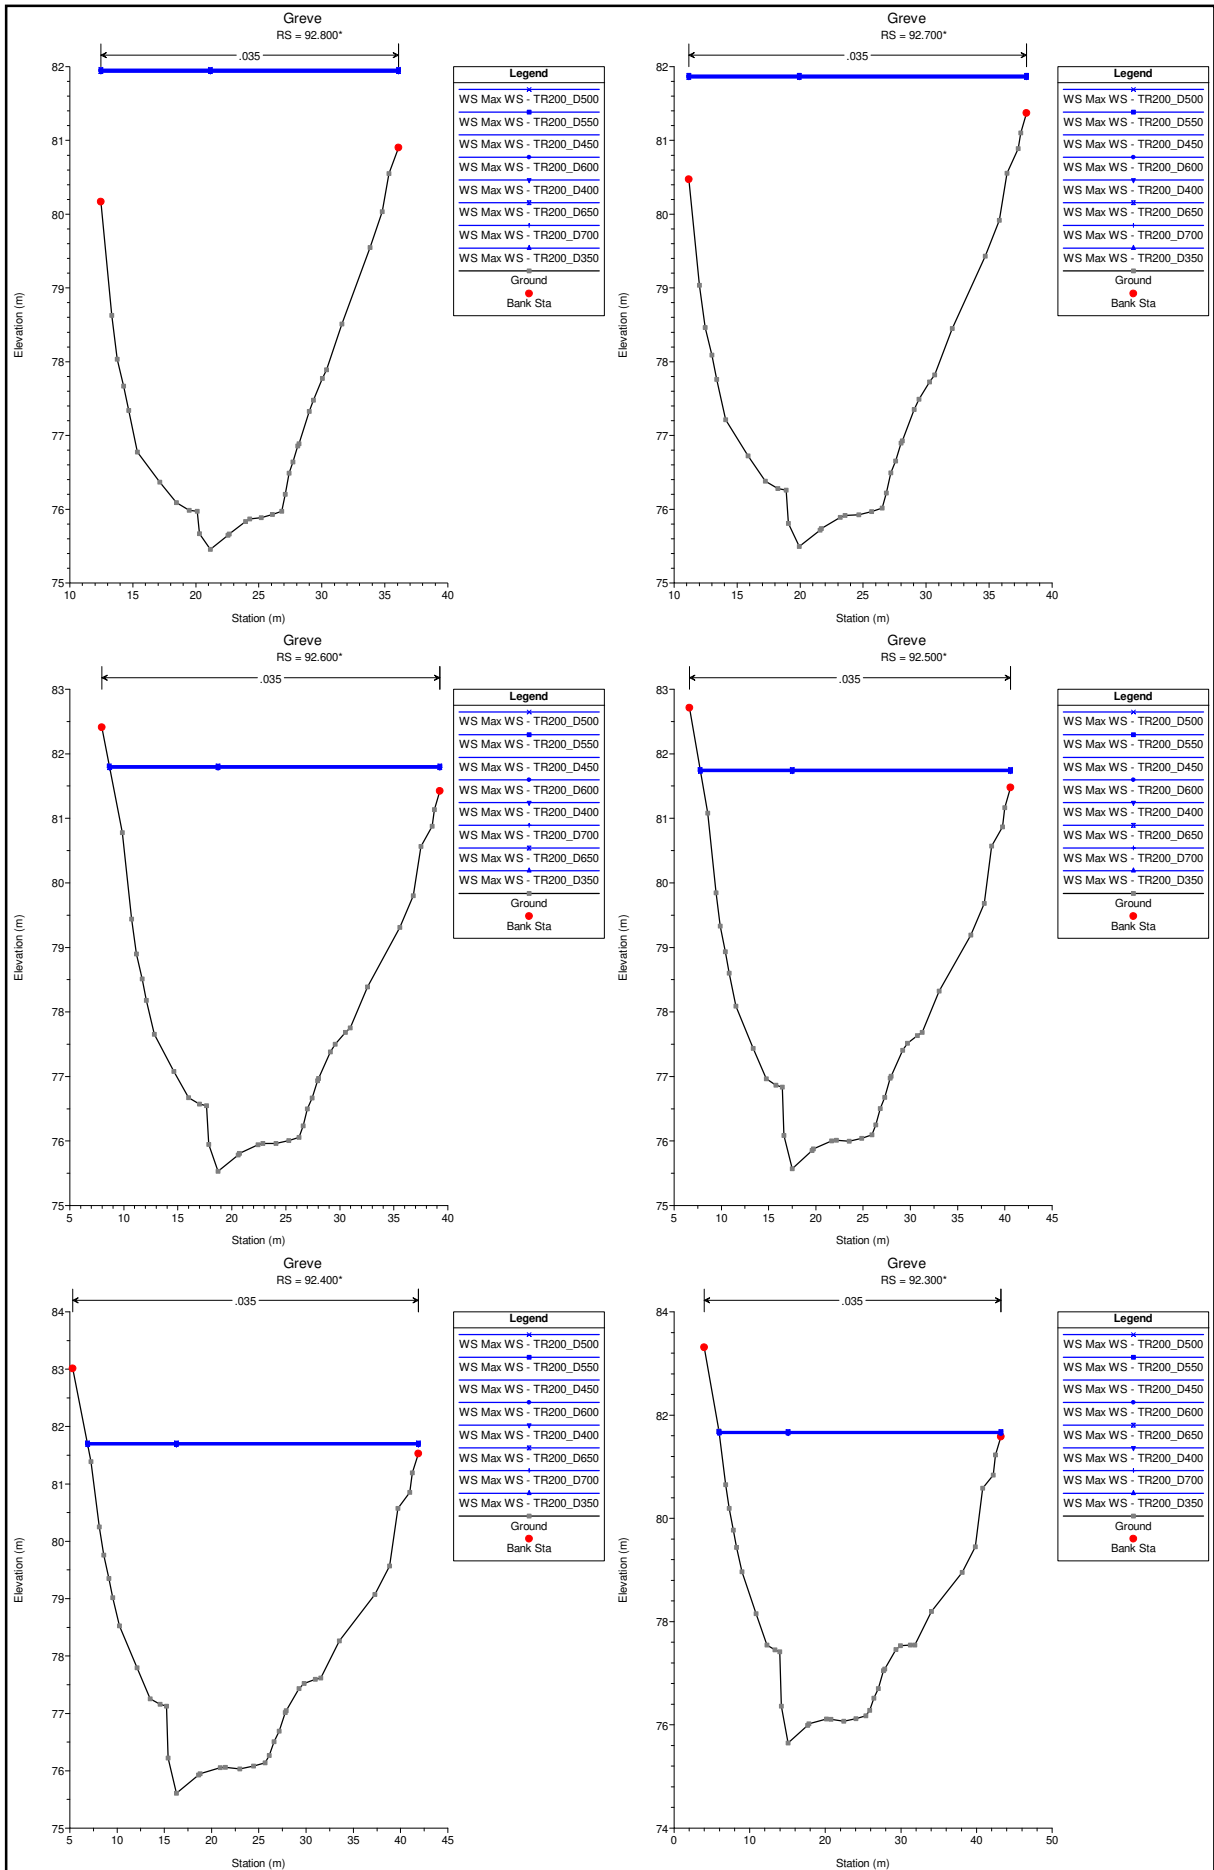 Greve
RS = 92.800*
.035
82
81
80
79
78
77
76
75
10
15
20
25
30
35
40
Elevation (m)
Station (m)
Legend
WS Max WS - TR200_D500
WS Max WS - TR200_D550
WS Max WS - TR200_D450
WS Max WS - TR200_D600
WS Max WS - TR200_D400
WS Max WS - TR200_D650
WS Max WS - TR200_D700
WS Max WS - TR200_D350
Ground
Bank Sta
Greve
RS = 92.700*
.035
82
81
80
79
78
77
76
75
10
15
20
25
30
35
40
Elevation (m)
Station (m)
Legend
WS Max WS - TR200_D500
WS Max WS - TR200_D550
WS Max WS - TR200_D450
WS Max WS - TR200_D600
WS Max WS - TR200_D400
WS Max WS - TR200_D650
WS Max WS - TR200_D700
WS Max WS - TR200_D350
Ground
Bank Sta
Greve
RS = 92.600*
.035
83
82
81
80
79
78
77
76
75
5
10
15
20
25
30
35
40
Elevation (m)
Station (m)
Legend
WS Max WS - TR200_D500
WS Max WS - TR200_D550
WS Max WS - TR200_D450
WS Max WS - TR200_D600
WS Max WS - TR200_D400
WS Max WS - TR200_D700
WS Max WS - TR200_D650
WS Max WS - TR200_D350
Ground
Bank Sta
Greve
RS = 92.500*
.035
83
82
81
80
79
78
77
76
75
5
10
15
20
25
30
35
40
45
Elevation (m)
Station (m)
Legend
WS Max WS - TR200_D500
WS Max WS - TR200_D550
WS Max WS - TR200_D450
WS Max WS - TR200_D600
WS Max WS - TR200_D400
WS Max WS - TR200_D650
WS Max WS - TR200_D700
WS Max WS - TR200_D350
Ground
Bank Sta
Greve
RS = 92.400*
.035
84
83
82
81
80
79
78
77
76
75
5
10
15
20
25
30
35
40
45
Elevation (m)
Station (m)
Legend
WS Max WS - TR200_D500
WS Max WS - TR200_D550
WS Max WS - TR200_D450
WS Max WS - TR200_D600
WS Max WS - TR200_D400
WS Max WS - TR200_D650
WS Max WS - TR200_D700
WS Max WS - TR200_D350
Ground
Bank Sta
Greve
RS = 92.300*
.035
84
82
80
78
76
74
0
10
20
30
40
50
Elevation (m)
Station (m)
Legend
WS Max WS - TR200_D500
WS Max WS - TR200_D550
WS Max WS - TR200_D450
WS Max WS - TR200_D600
WS Max WS - TR200_D650
WS Max WS - TR200_D400
WS Max WS - TR200_D700
WS Max WS - TR200_D350
Ground
Bank Sta